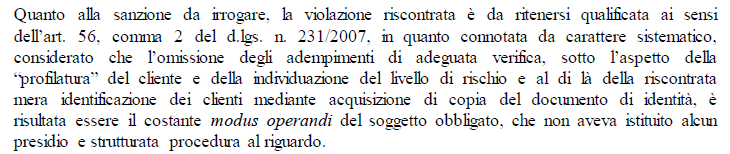 Quanto alla sanzione da irrogare, la violazione riscontrata è da ritenersi qualificata ai sensi
dell'art. 56, comma 2 del d.lgs. n. 231/2007, in quanto connotata da carattere sistematico,
considerato che l'omissione degli adempimenti di adeguata verifica, sotto l'aspetto della
"profilatura" del cliente e della individuazione del livello di rischio e al di là della riscontrata
mera identificazione dei clienti mediante acquisizione di copia del documento di identità, è
risultata essere il costante modus operandi del soggetto obbligato, che non aveva istituito alcun
presidio e strutturata procedura al riguardo.